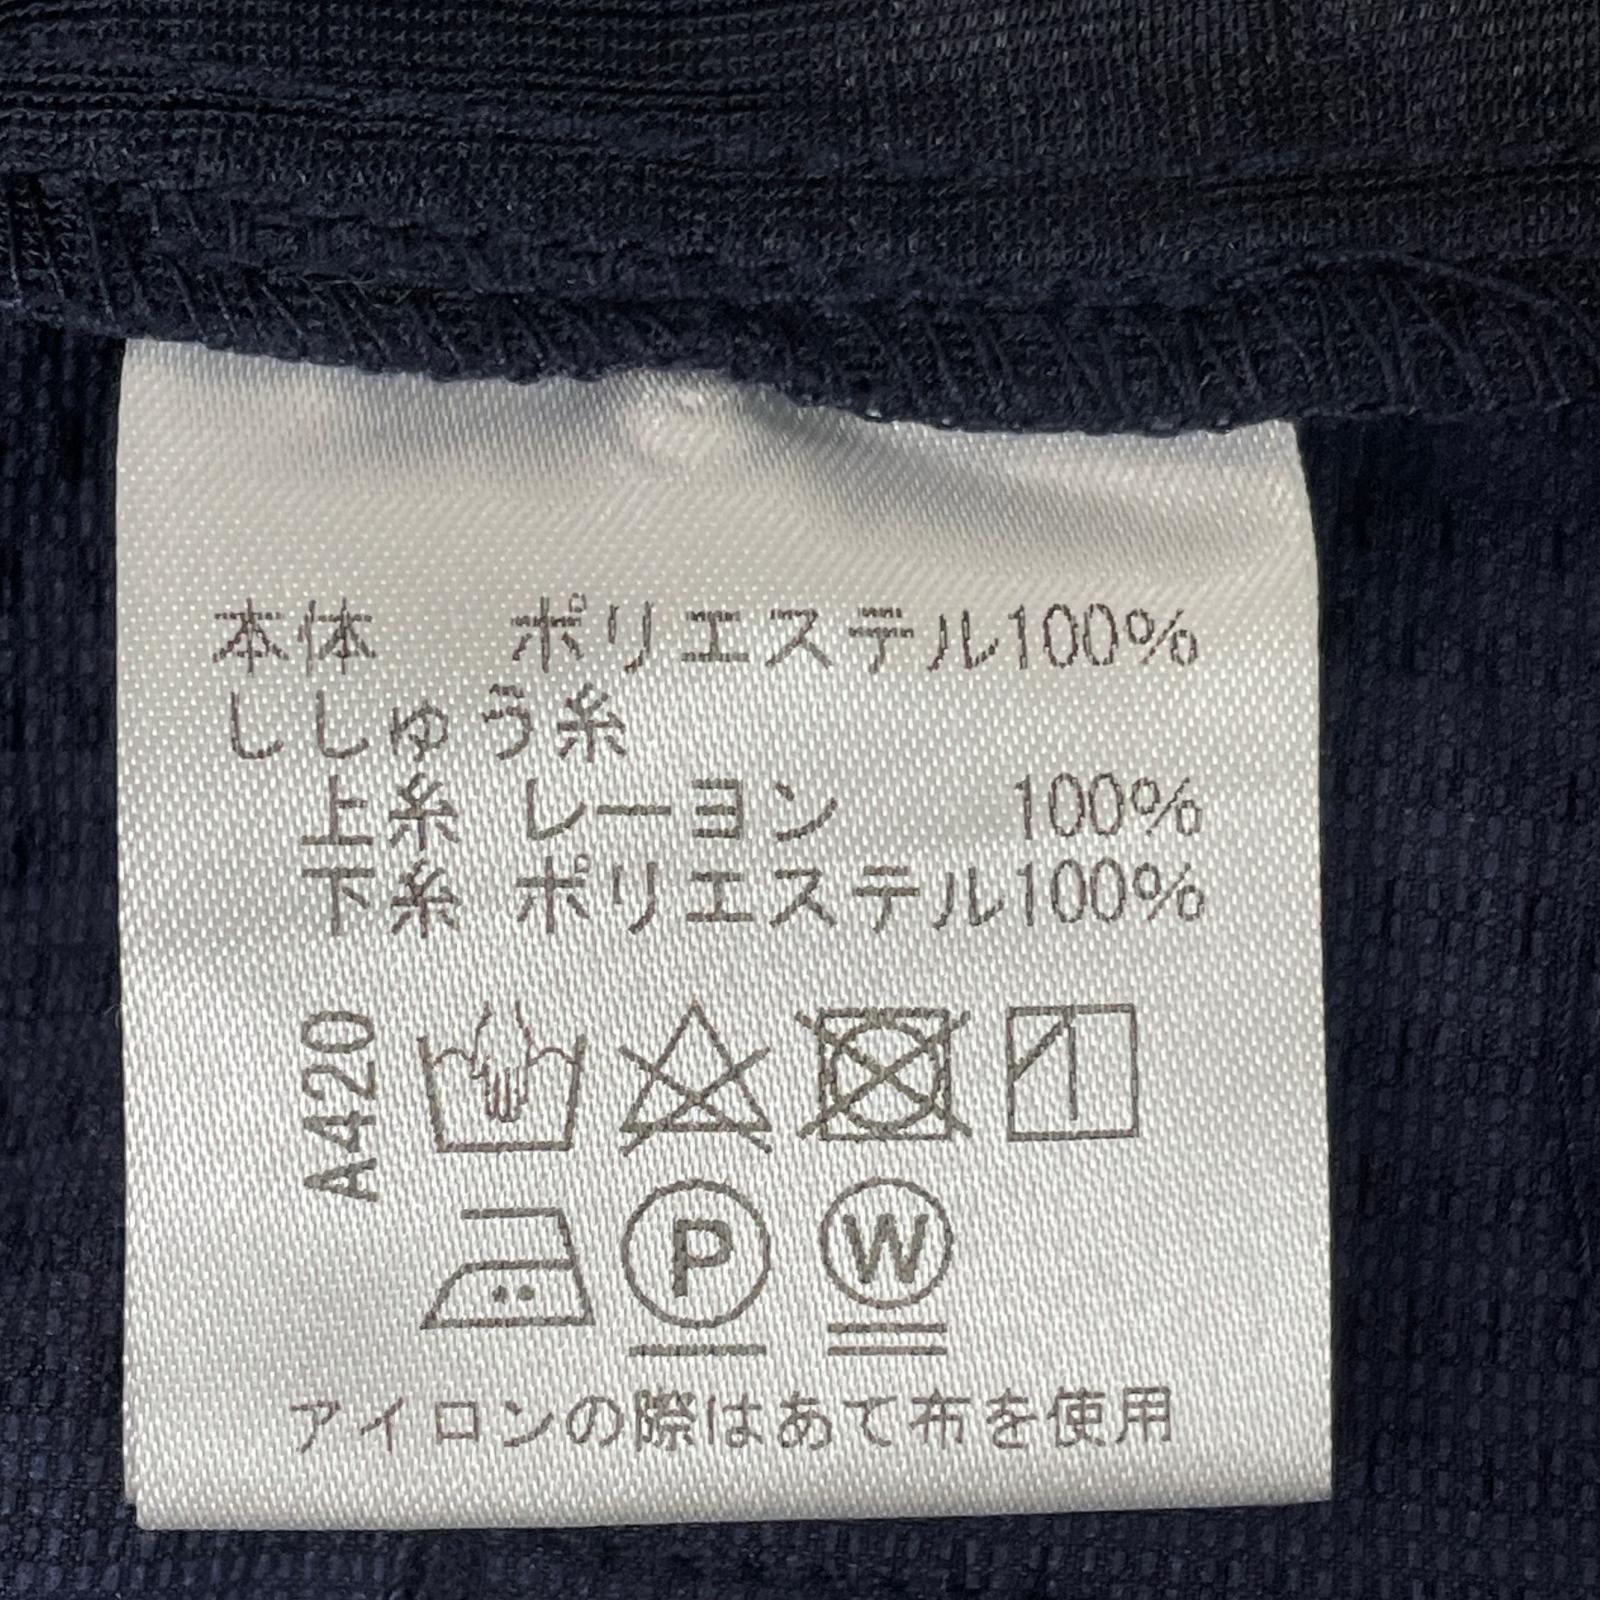 本体 ポリエステル100%
ししゅう糸
上糸 レーヨン 100%
下糸 ポリエステル100%
A420
P W
アイロンの際はあて布を使用